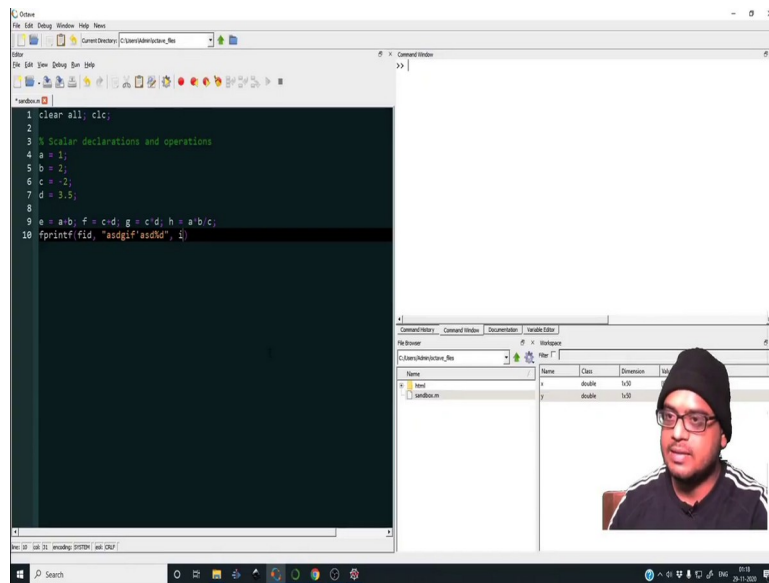 Octave
File Edit Debug Window Help News
Current Directory: C:\Users\Admin\octave_files
Editor
File Edit View Debug Run Help
* sandbox.m
1 clear all; clc;
2
3 % Scalar declarations and operations
4 a = 1;
5 b = 2;
6 c = -2;
7 d = 3.5;
8
9 e = a+b; f = c+d; g = c*d; h = a*b/c;
10 fprintf(fid, "asdgif'asd%d", i)
line: 10 col: 31 encoding: SYSTEM eol: CRLF
Command Window
>>
Command History Command Window Documentation Variable Editor
File Browser
C:/Users/Admin/octave_files
Name
html
sandbox.m
Workspace
Filter
Name Class Dimension
x double 1x50
y double 1x50
Search
ENG
01:18
29-11-2020